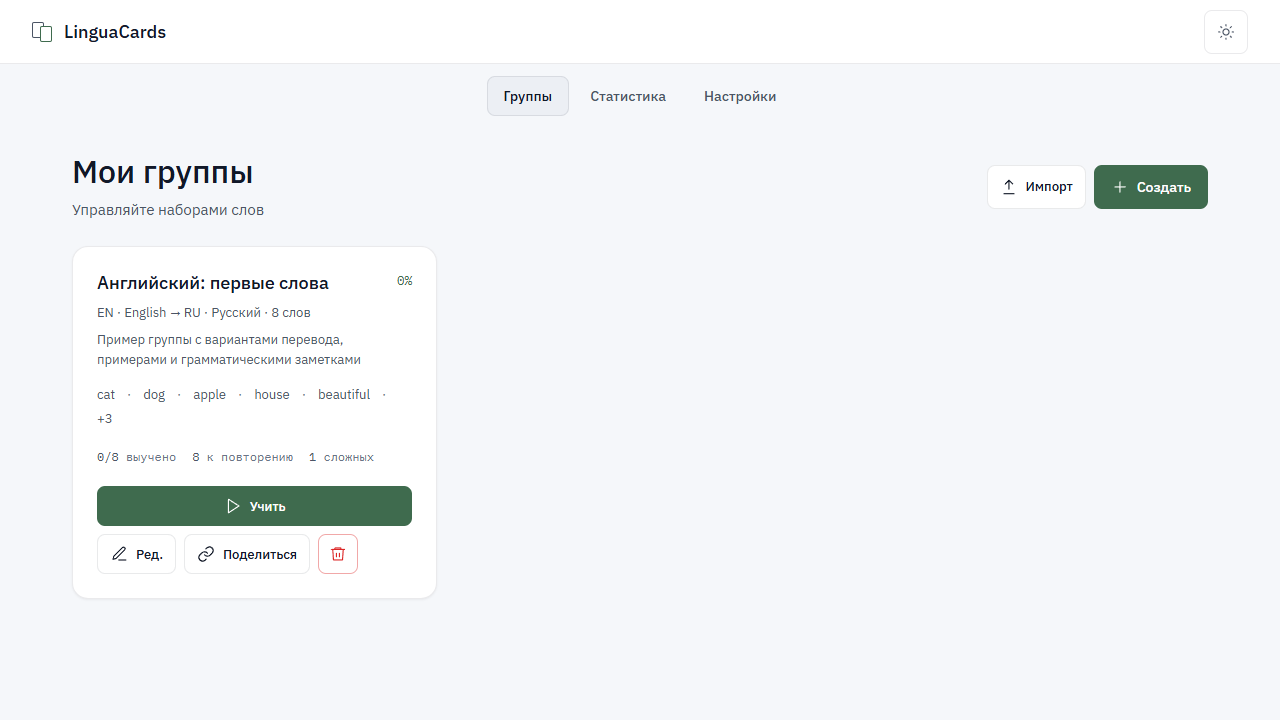 LinguaCards
Группы
Статистика
Настройки
Мои группы
Управляйте наборами слов
Импорт
Создать
Английский: первые слова
0%
EN · English → RU · Русский · 8 слов
Пример группы с вариантами перевода,
примерами и грамматическими заметками
cat · dog · apple · house · beautiful ·
+3
0/8 выучено 8 к повторению 1 сложных
Учить
Ред.
Поделиться